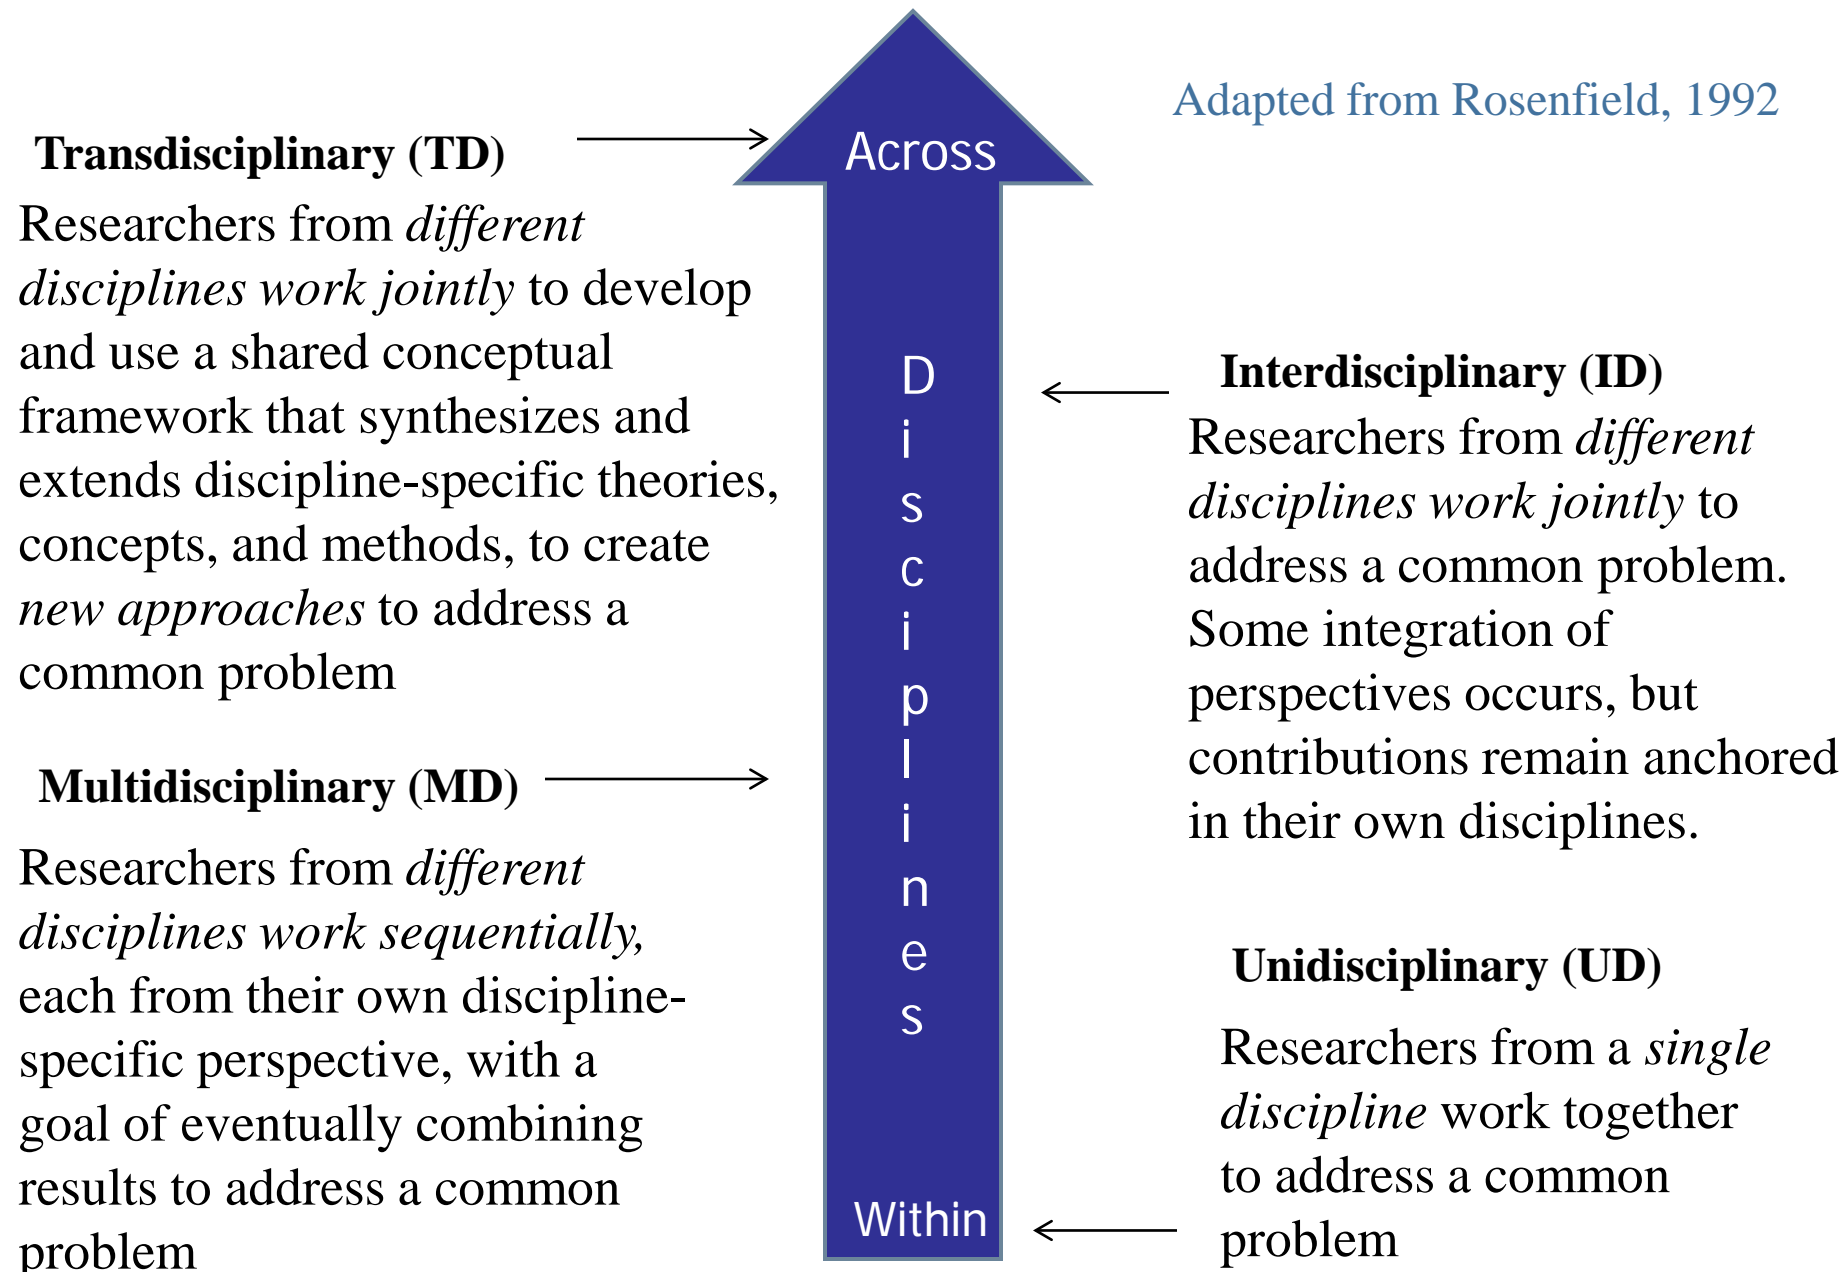 Adapted from Rosenfield, 1992
Transdisciplinary (TD)
Researchers from different
disciplines work jointly to develop
and use a shared conceptual
framework that synthesizes and
extends discipline-specific theories,
concepts, and methods, to create
new approaches to address a
common problem
Multidisciplinary (MD)
Researchers from different
disciplines work sequentially,
each from their own discipline-
specific perspective, with a
goal of eventually combining
results to address a common
problem
Across
D
i
s
c
i
p
l
i
n
e
s
Within
Interdisciplinary (ID)
Researchers from different
disciplines work jointly to
address a common problem.
Some integration of
perspectives occurs, but
contributions remain anchored
in their own disciplines.
Unidisciplinary (UD)
Researchers from a single
discipline work together
to address a common
problem